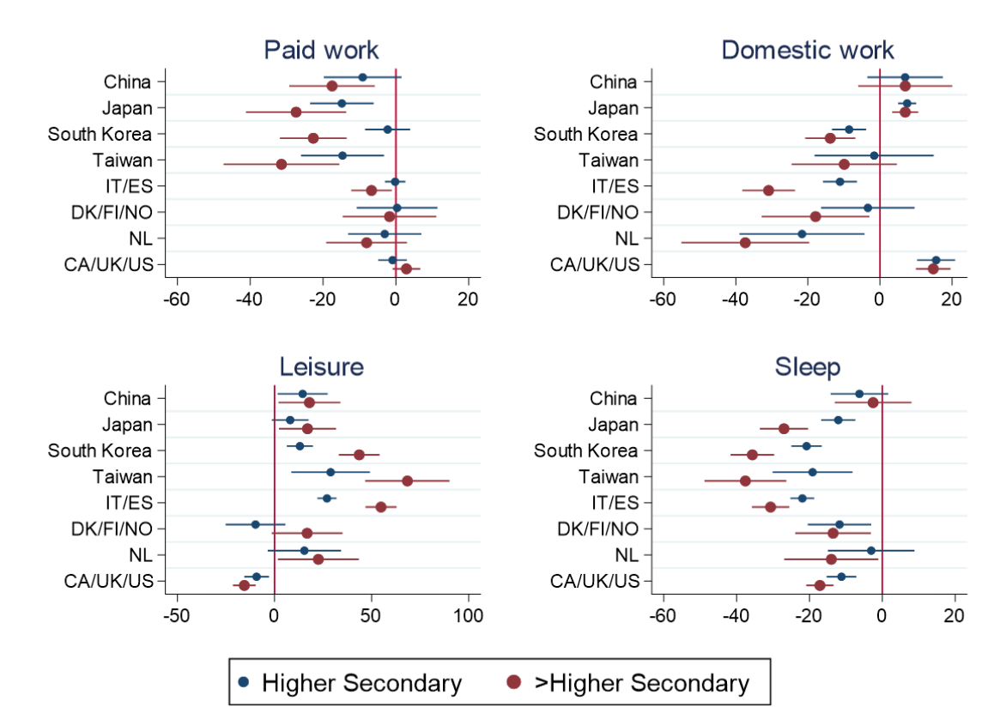 Paid work
China
Japan
South Korea
Taiwan
IT/ES
DK/FI/NO
NL
CA/UK/US
-60 -40 -20 0 20
Domestic work
China
Japan
South Korea
Taiwan
IT/ES
DK/FI/NO
NL
CA/UK/US
-60 -40 -20 0 20
Leisure
China
Japan
South Korea
Taiwan
IT/ES
DK/FI/NO
NL
CA/UK/US
-50 0 50 100
Sleep
China
Japan
South Korea
Taiwan
IT/ES
DK/FI/NO
NL
CA/UK/US
-60 -40 -20 0 20
Higher Secondary >Higher Secondary